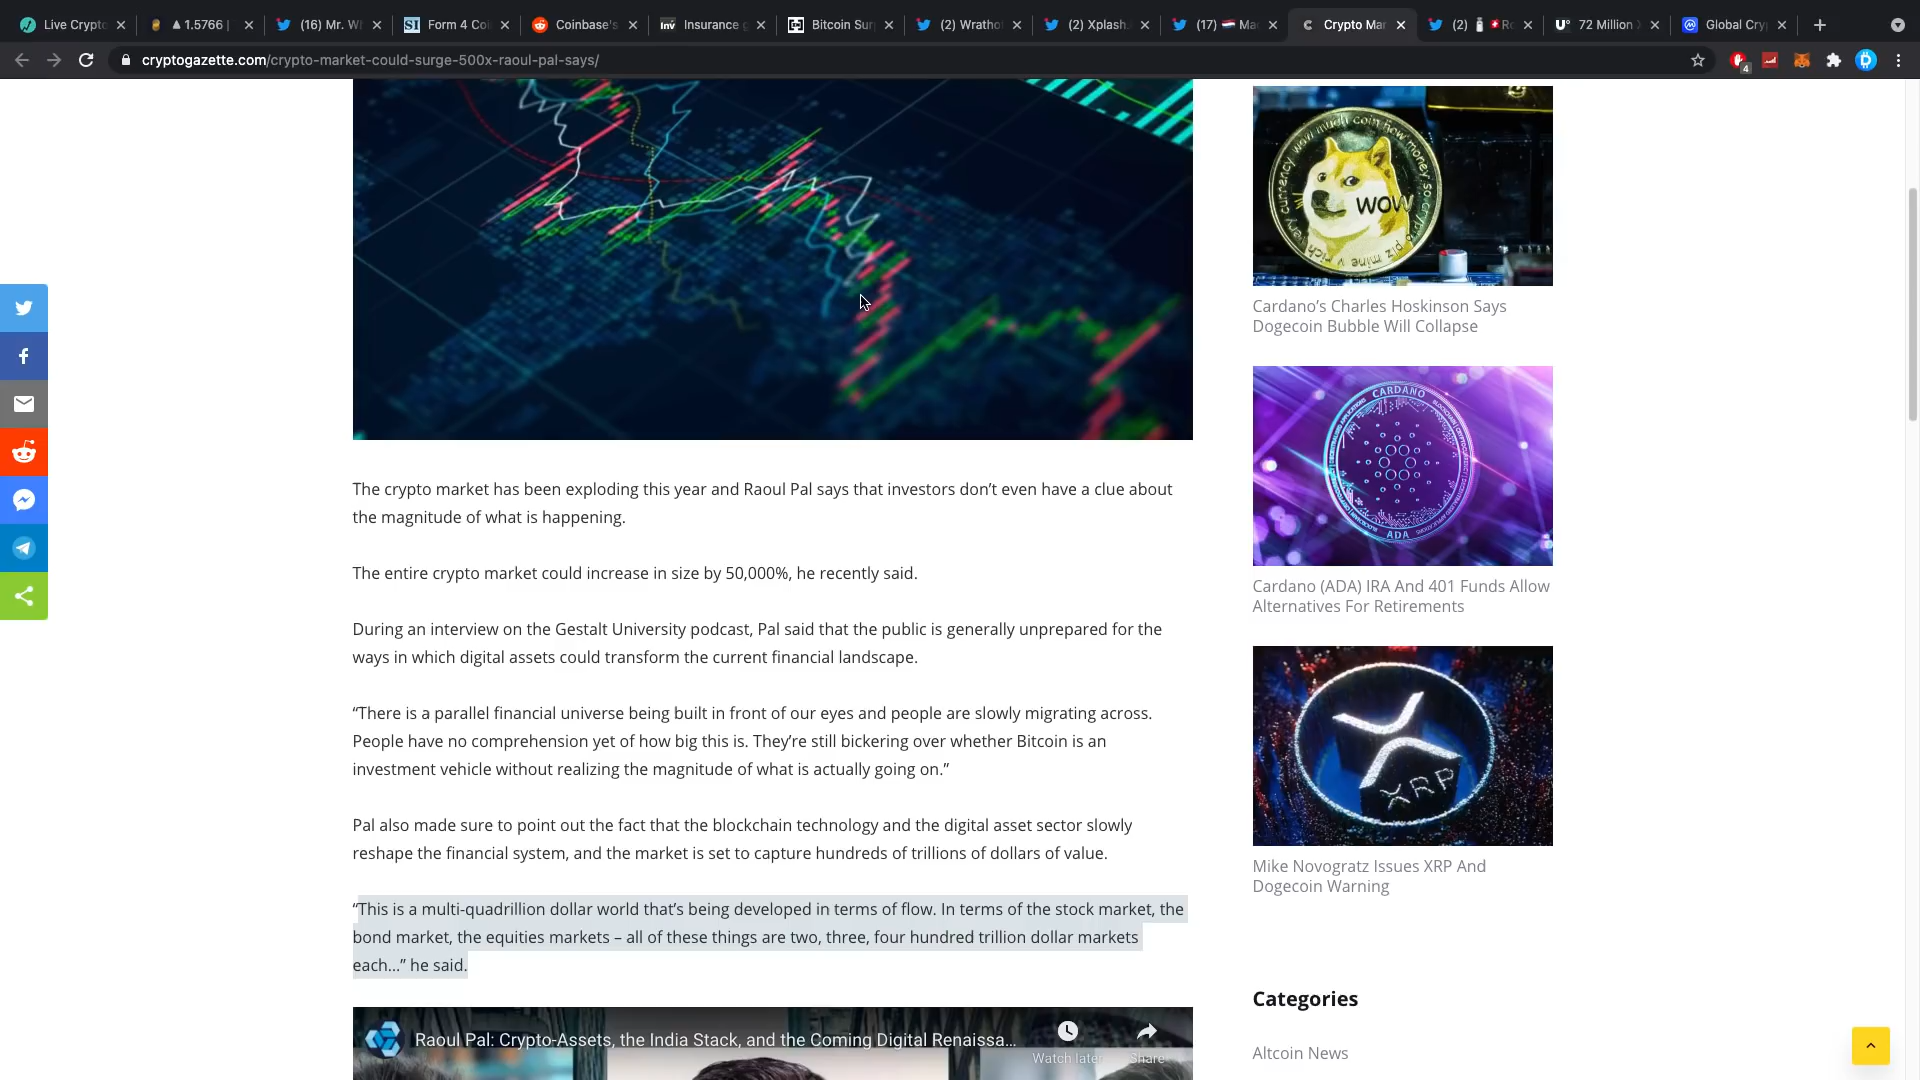 Live Crypto
▲ 1.5766 |
(16) Mr. W
Form 4 Co
Coinbase's
Insurance
Bitcoin Sur
(2) Wratho
(2) Xplash.
(17)
Crypto Mar
(2)
72 Million
Global Cry
cryptogazette.com/crypto-market-could-surge-500x-raoul-pal-says/
4
WOW
Cardano’s Charles Hoskinson Says
Dogecoin Bubble Will Collapse
CARDANO
ADA
Cardano (ADA) IRA And 401 Funds Allow
Alternatives For Retirements
XRP
Mike Novogratz Issues XRP And
Dogecoin Warning
The crypto market has been exploding this year and Raoul Pal says that investors don’t even have a clue about
the magnitude of what is happening.
The entire crypto market could increase in size by 50,000%, he recently said.
During an interview on the Gestalt University podcast, Pal said that the public is generally unprepared for the
ways in which digital assets could transform the current financial landscape.
“There is a parallel financial universe being built in front of our eyes and people are slowly migrating across.
People have no comprehension yet of how big this is. They’re still bickering over whether Bitcoin is an
investment vehicle without realizing the magnitude of what is actually going on.”
Pal also made sure to point out the fact that the blockchain technology and the digital asset sector slowly
reshape the financial system, and the market is set to capture hundreds of trillions of dollars of value.
“This is a multi-quadrillion dollar world that’s being developed in terms of flow. In terms of the stock market, the
bond market, the equities markets – all of these things are two, three, four hundred trillion dollar markets
each…” he said.
Raoul Pal: Crypto-Assets, the India Stack, and the Coming Digital Renaissa...
Watch later
Share
Categories
Altcoin News